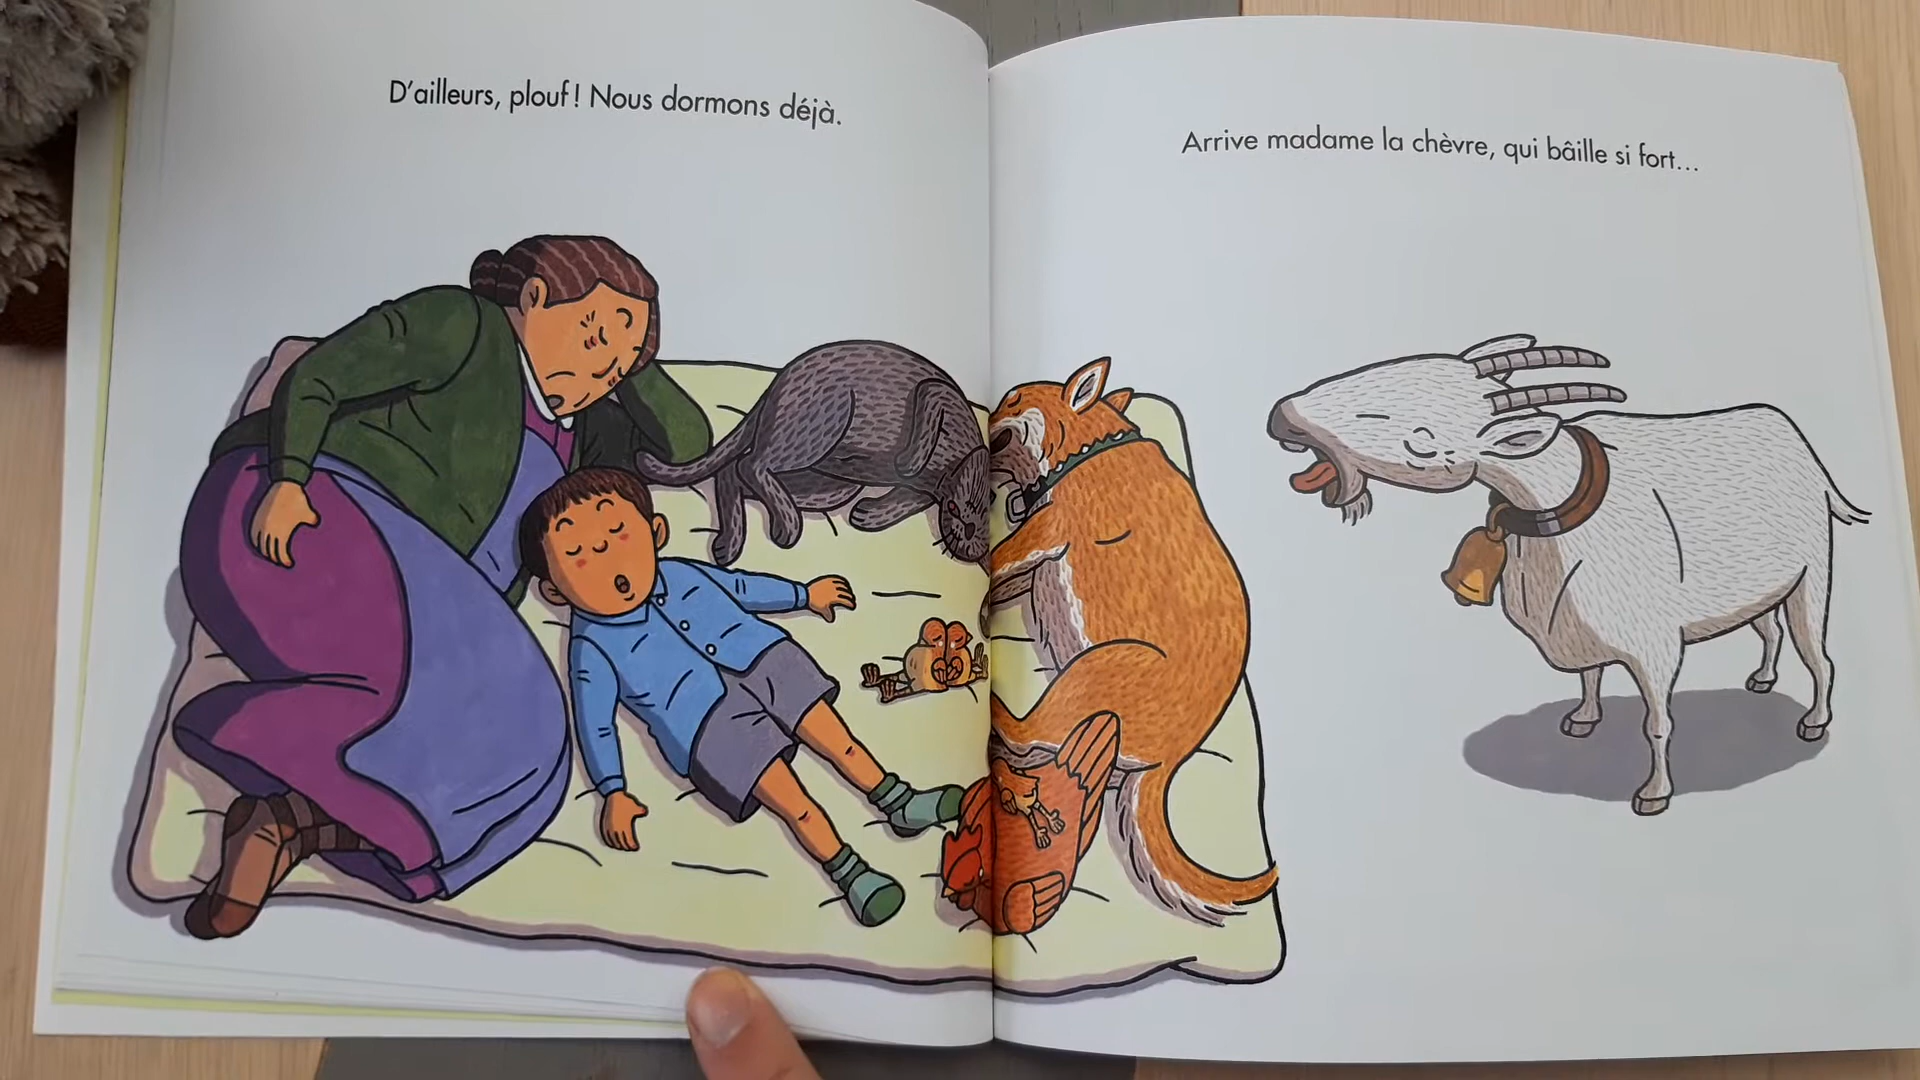 D'ailleurs, plouf ! Nous dormons déjà.
Arrive madame la chèvre, qui bâille si fort...